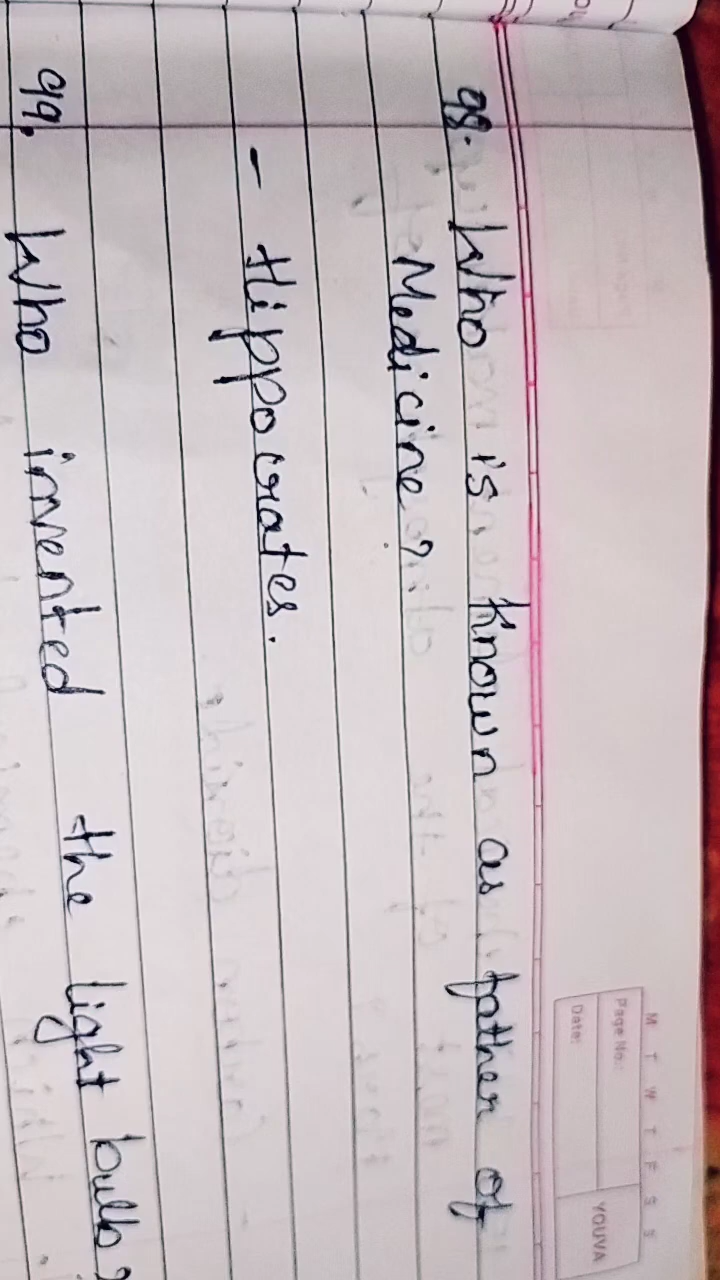 M T W T F S S
Page No.:
Date:
YOUVA
98. Who is known as father of
Medicine?
- Hippocrates.
99. Who invented the light bulb?